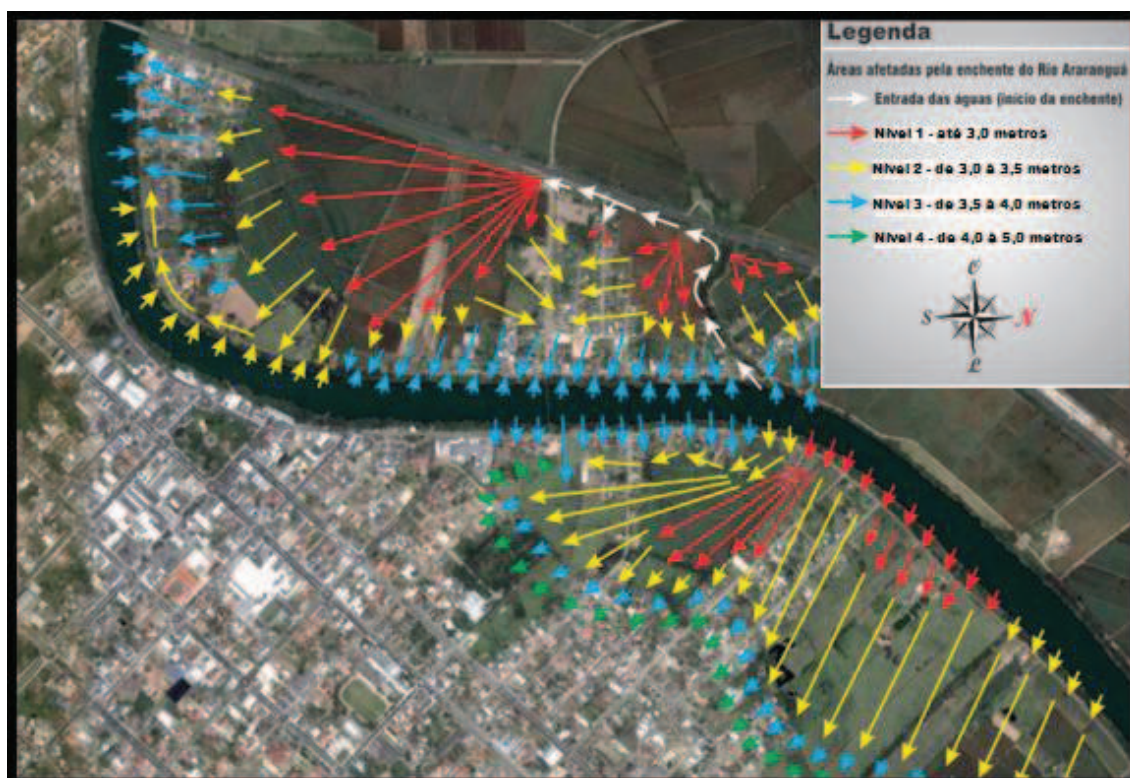 Legenda
Áreas afetadas pela enchente do Rio Araranguá
Entrada das águas (início da enchente)
Nível 1 - até 3,0 metros
Nível 2 - de 3,0 à 3,5 metros
Nível 3 - de 3,5 à 4,0 metros
Nível 4 - de 4,0 à 5,0 metros
O
S N
L